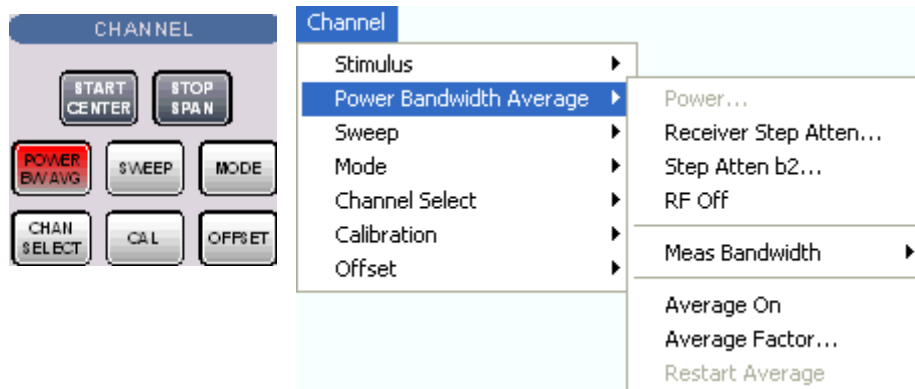 CHANNEL
START
CENTER
STOP
SPAN
POWER
BW AVG
SWEEP
MODE
CHAN
SELECT
CAL
OFFSET
Channel
Stimulus
Power Bandwidth Average
Sweep
Mode
Channel Select
Calibration
Offset
Power...
Receiver Step Atten...
Step Atten b2...
RF Off
Meas Bandwidth
Average On
Average Factor...
Restart Average